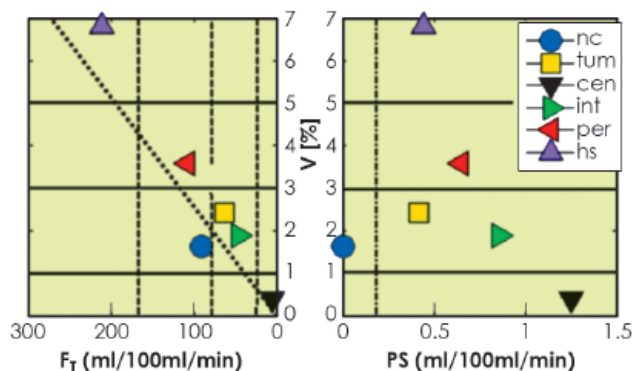 7
6
5
4
3
2
1
0
V [%]
7
6
5
4
3
2
1
0
nc
tum
cen
int
per
hs
300 200 100 0
F_T (ml/100ml/min)
0 0.5 1 1.5
PS (ml/100ml/min)